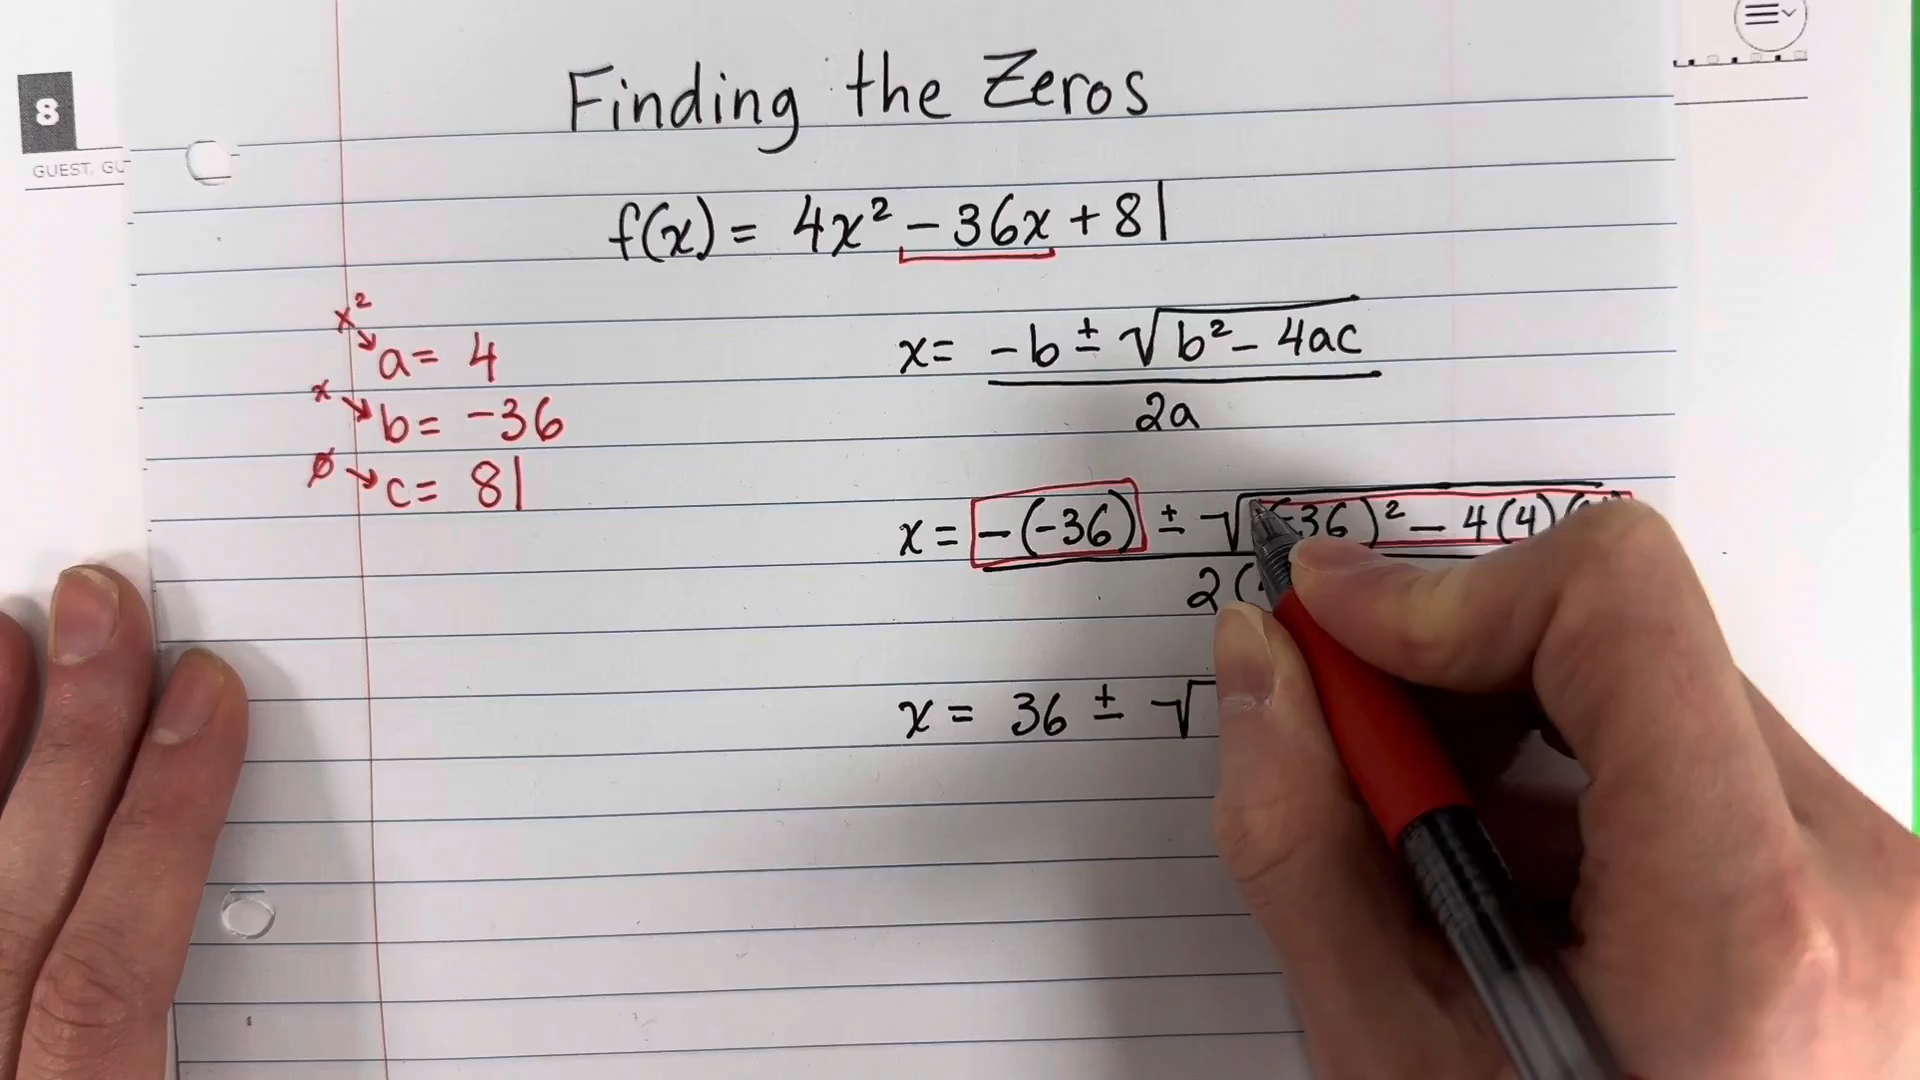 8
GUEST, GU
Finding the Zeros
f(x) = 4x² - 36x + 81
x²
a = 4
x
b = -36
ø
c = 81
x = -b ± √b² - 4ac
2a
x = -(-36) ± √(-36)² - 4(4)(
2(
x = 36 ± √